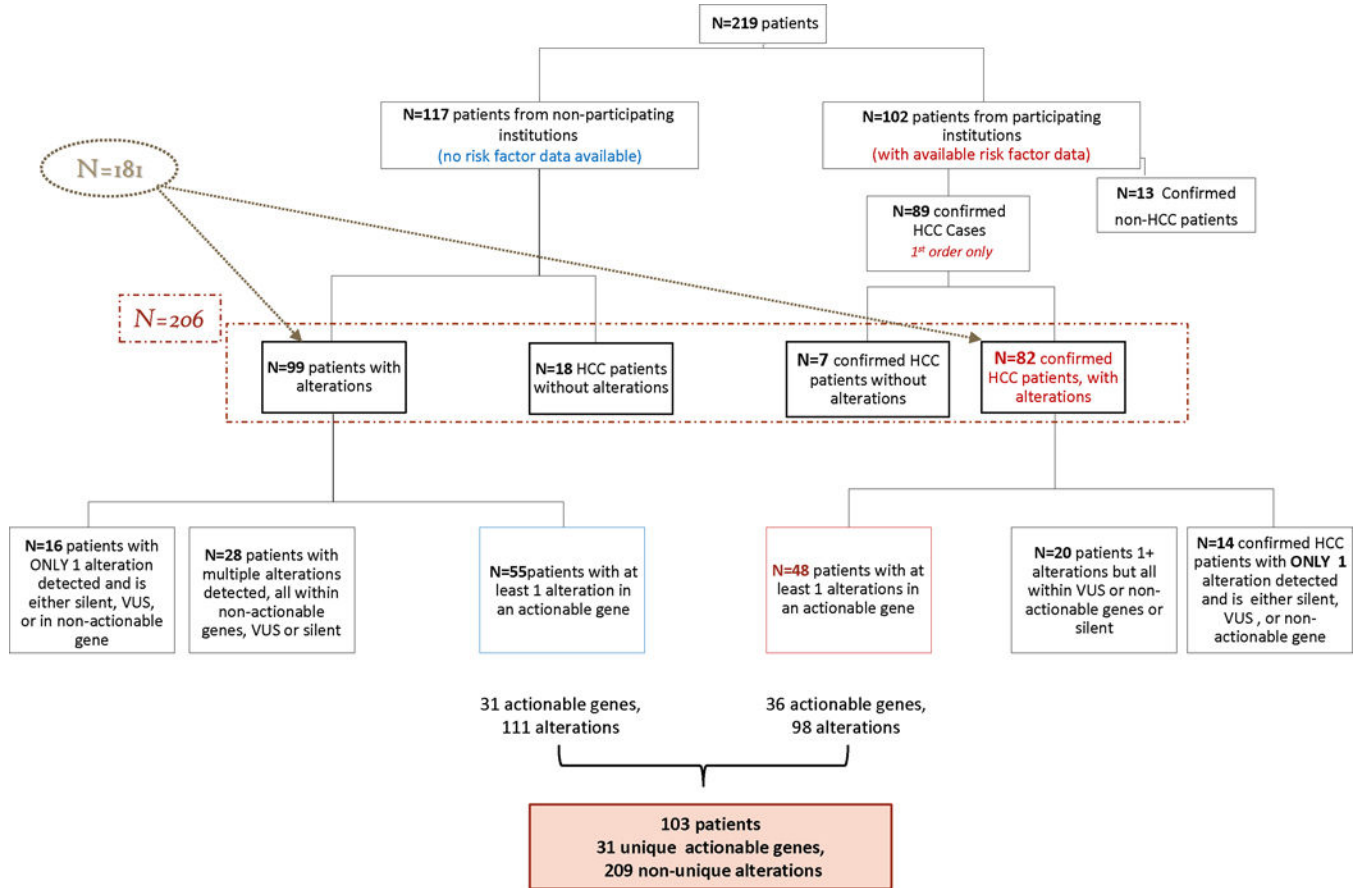 N=219 patients
N=117 patients from non-participating
institutions
(no risk factor data available)
N=102 patients from participating
institutions
(with available risk factor data)
N=181
N=13 Confirmed
non-HCC patients
N=89 confirmed
HCC Cases
1st order only
N=206
N=99 patients with
alterations
N=18 HCC patients
without alterations
N=7 confirmed HCC
patients without
alterations
N=82 confirmed
HCC patients, with
alterations
N=16 patients with
ONLY 1 alteration
detected and is
either silent, VUS,
or in non-actionable
gene
N=28 patients with
multiple alterations
detected, all within
non-actionable
genes, VUS or silent
N=55patients with at
least 1 alteration in
an actionable gene
N=48 patients with at
least 1 alterations in
an actionable gene
N=20 patients 1+
alterations but all
within VUS or non-
actionable genes or
silent
N=14 confirmed HCC
patients with ONLY 1
alteration detected
and is either silent,
VUS , or non-
actionable gene
31 actionable genes,
111 alterations
36 actionable genes,
98 alterations
103 patients
31 unique actionable genes,
209 non-unique alterations